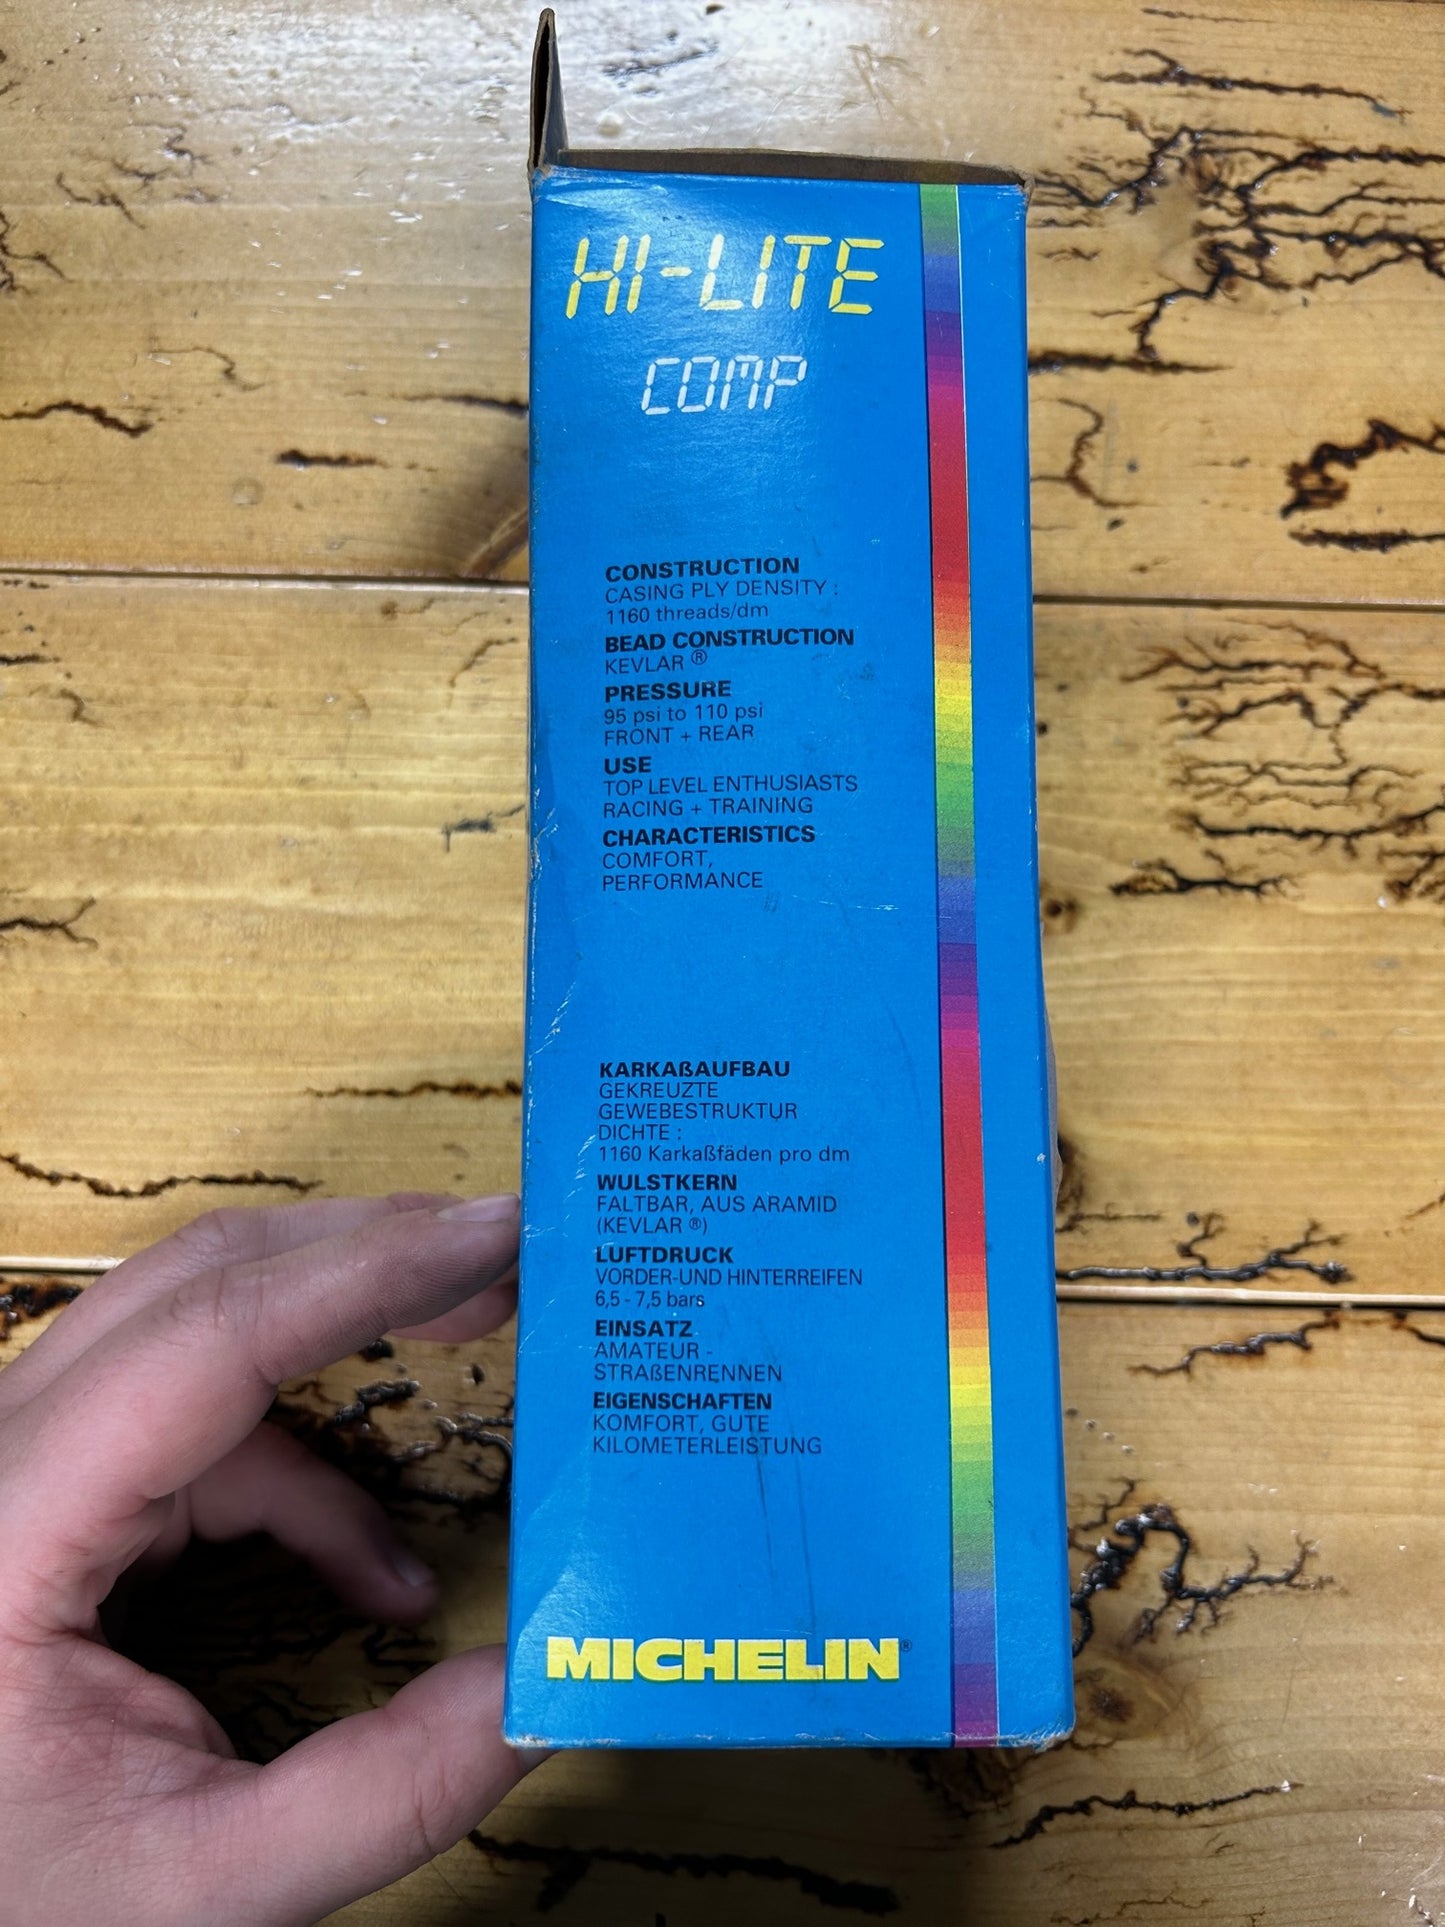 HI-LITE
COMP
CONSTRUCTION
CASING PLY DENSITY :
1160 threads/dm
BEAD CONSTRUCTION
KEVLAR ®
PRESSURE
95 psi to 110 psi
FRONT + REAR
USE
TOP LEVEL ENTHUSIASTS
RACING + TRAINING
CHARACTERISTICS
COMFORT,
PERFORMANCE
KARKAßAUFBAU
GEKREUZTE
GEWEBESTRUKTUR
DICHTE :
1160 Karkaßfäden pro dm
WULSTKERN
FALTBAR, AUS ARAMID
(KEVLAR ®)
LUFTDRUCK
VORDER-UND HINTERREIFEN
6,5 - 7,5 bars
EINSATZ
AMATEUR -
STRAßENRENNEN
EIGENSCHAFTEN
KOMFORT, GUTE
KILOMETERLEISTUNG
MICHELIN®